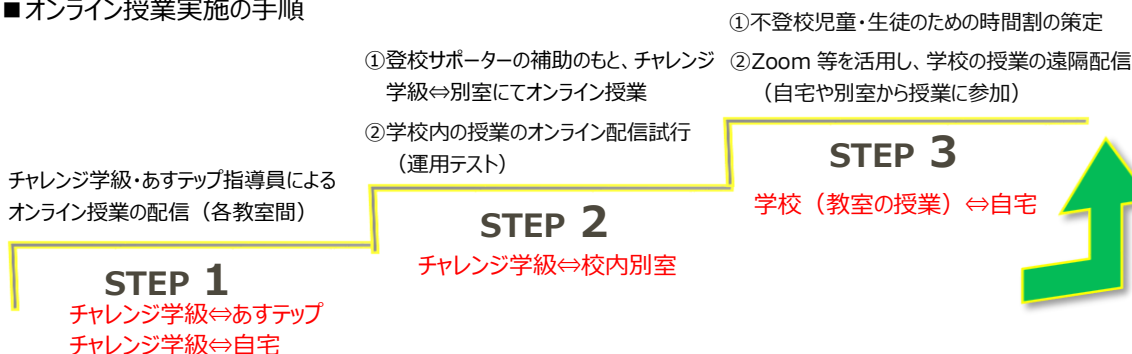 ■オンライン授業実施の手順
チャレンジ学級・あすテップ指導員による
オンライン授業の配信（各教室間）
STEP 1
チャレンジ学級⇔あすテップ
チャレンジ学級⇔自宅
①登校サポーターの補助のもと、チャレンジ
学級⇔別室にてオンライン授業
②学校内の授業のオンライン配信試行
（運用テスト）
STEP 2
チャレンジ学級⇔校内別室
①不登校児童・生徒のための時間割の策定
②Zoom 等を活用し、学校の授業の遠隔配信
（自宅や別室から授業に参加）
STEP 3
学校（教室の授業）⇔自宅